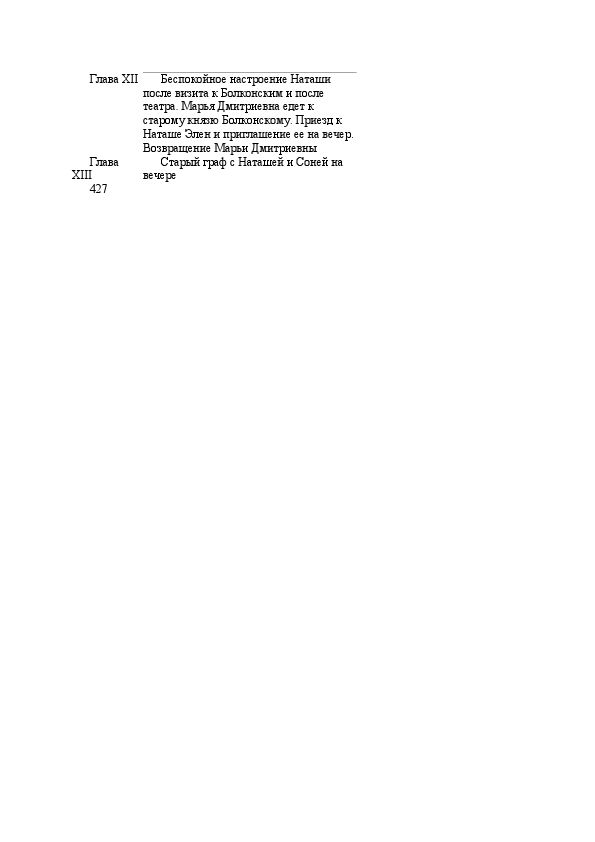 Глава XII Беспокойное настроение Наташи
после визита к Болконским и после
театра. Марья Дмитриевна едет к
старому князю Болконскому. Приезд к
Наташе Элен и приглашение ее на вечер.
Возвращение Марьи Дмитриевны
Глава Старый граф с Наташей и Соней на
XIII вечере
427